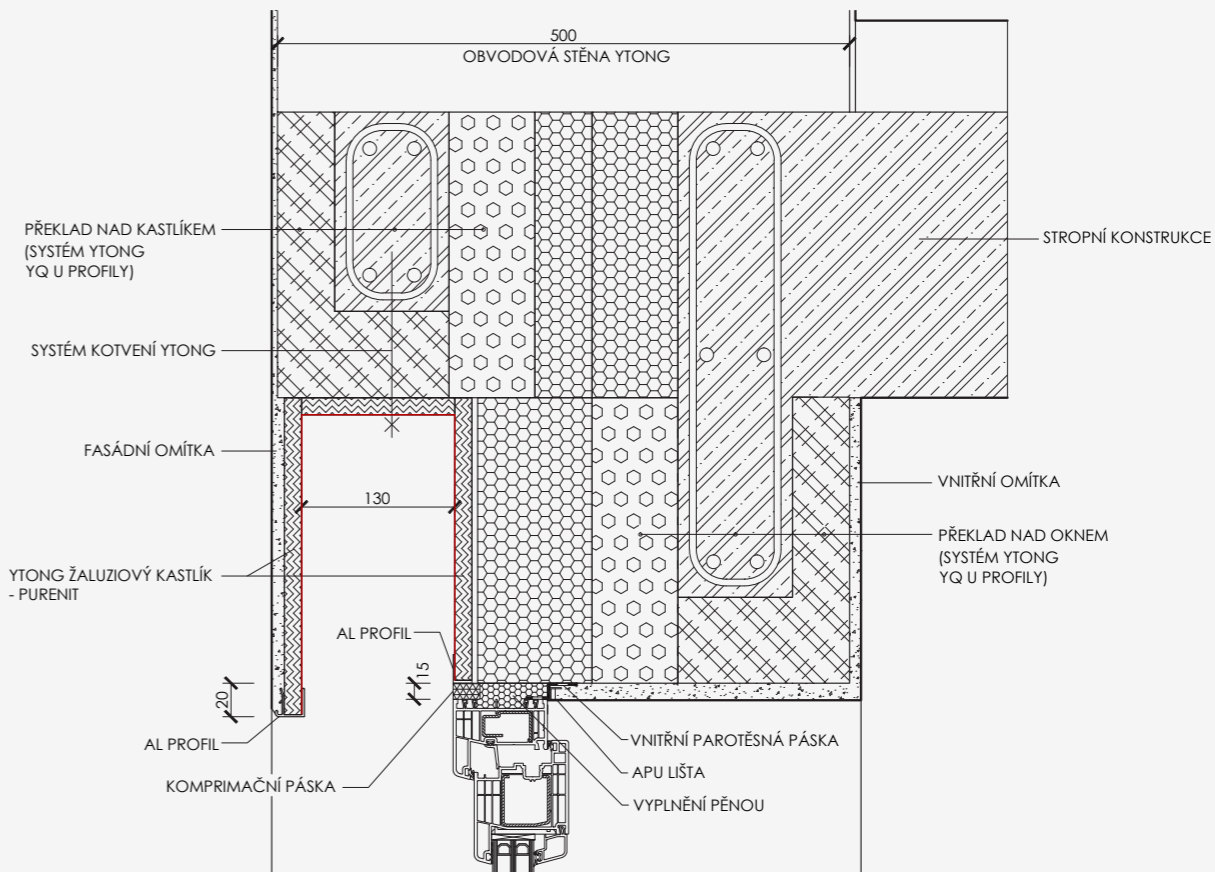 500
OBVODOVÁ STĚNA YTONG
PŘEKLAD NAD KASTLÍKEM
(SYSTÉM YTONG
YQ U PROFILY)
STROPNÍ KONSTRUKCE
SYSTÉM KOTVENÍ YTONG
FASÁDNÍ OMÍTKA
VNITŘNÍ OMÍTKA
130
PŘEKLAD NAD OKNEM
(SYSTÉM YTONG
YQ U PROFILY)
YTONG ŽALUZIOVÝ KASTLÍK
- PURENIT
AL PROFIL
15
20
AL PROFIL
VNITŘNÍ PAROTĚSNÁ PÁSKA
APU LIŠTA
KOMPRIMAČNÍ PÁSKA
VYPLNĚNÍ PĚNOU